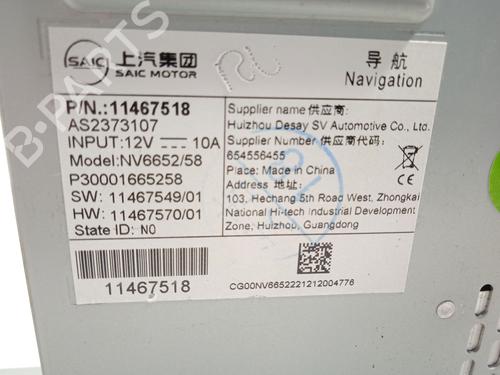 SAIC 上汽集团
SAIC MOTOR
导航
Navigation
P/N.:11467518
AS2373107
INPUT:12V 10A
Model:NV6652/58
P30001665258
SW: 11467549/01
HW: 11467570/01
State ID: N0
11467518
Supplier name 供应商:
Huizhou Desay SV Automotive Co., Ltd.
Supplier Number 供应商代码:
654556455
Place: Made in China
Address 地址:
103, Hechang 5th Road West, Zhongkai
National Hi-tech Industrial Development
Zone, Huizhou, Guangdong
CG00NV6652221212004776
B-PARTS